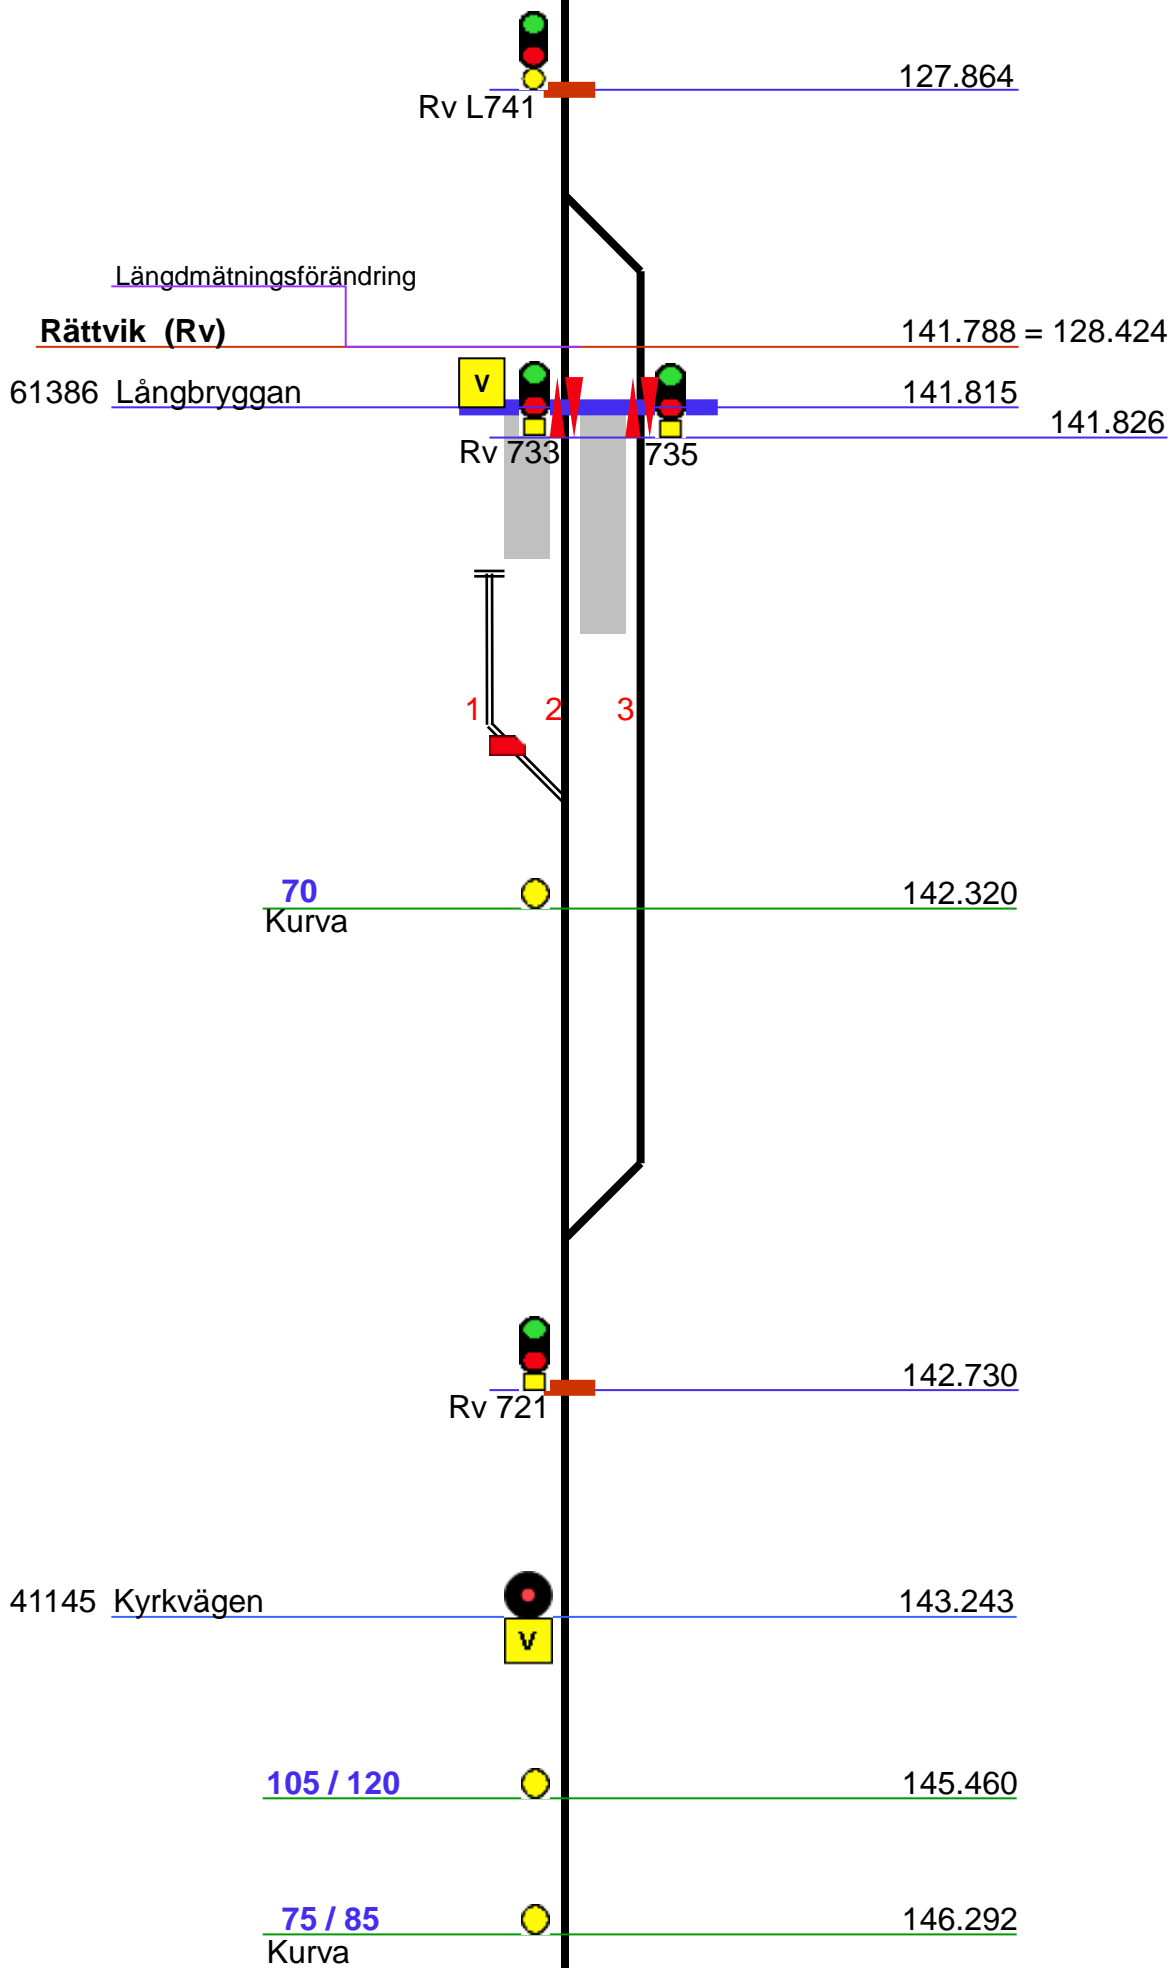 127.864
Rv L741
Längdmätningsförändring
Rättvik (Rv) 141.788 = 128.424
61386 Långbryggan V 141.815
141.826
Rv 733 735
1 2 3
70 142.320
Kurva
142.730
Rv 721
41145 Kyrkvägen 143.243
V
105 / 120 145.460
75 / 85 146.292
Kurva